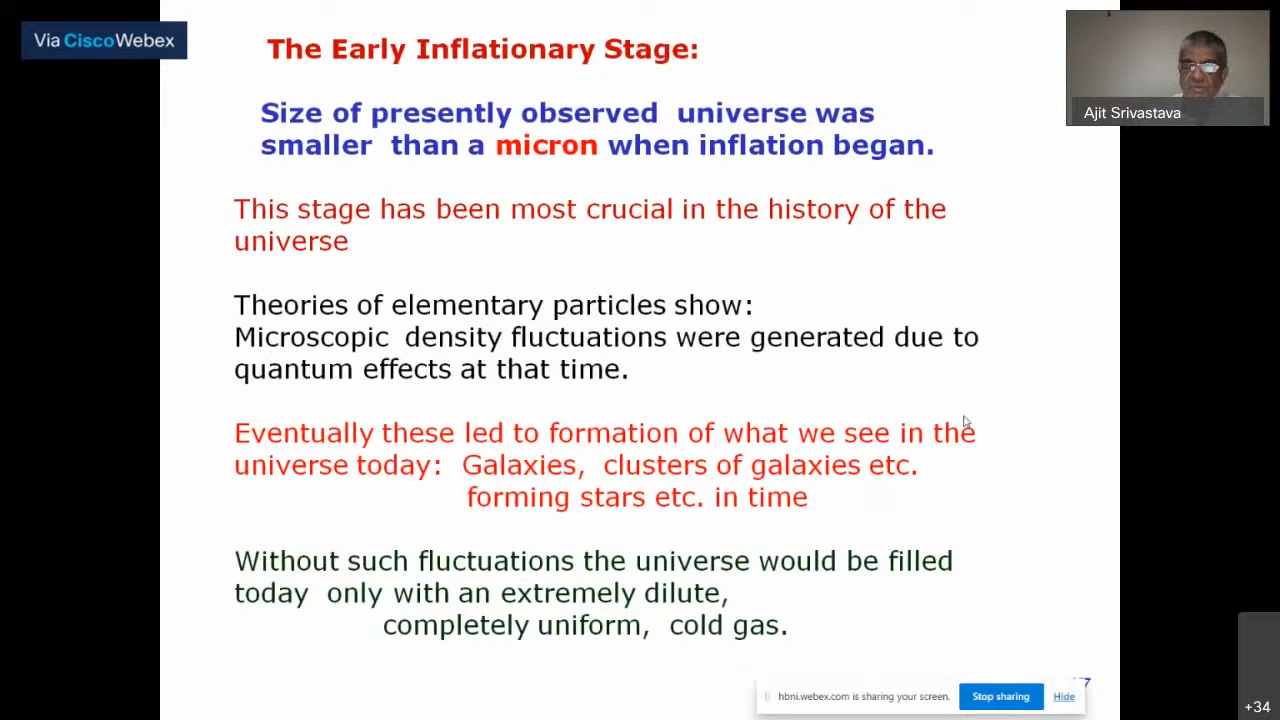 Via CiscoWebex
The Early Inflationary Stage:
Ajit Srivastava
Size of presently observed universe was
smaller than a micron when inflation began.
This stage has been most crucial in the history of the
universe
Theories of elementary particles show:
Microscopic density fluctuations were generated due to
quantum effects at that time.
Eventually these led to formation of what we see in the
universe today: Galaxies, clusters of galaxies etc.
forming stars etc. in time
Without such fluctuations the universe would be filled
today only with an extremely dilute,
completely uniform, cold gas.
hbni.webex.com is sharing your screen. Stop sharing Hide
+34